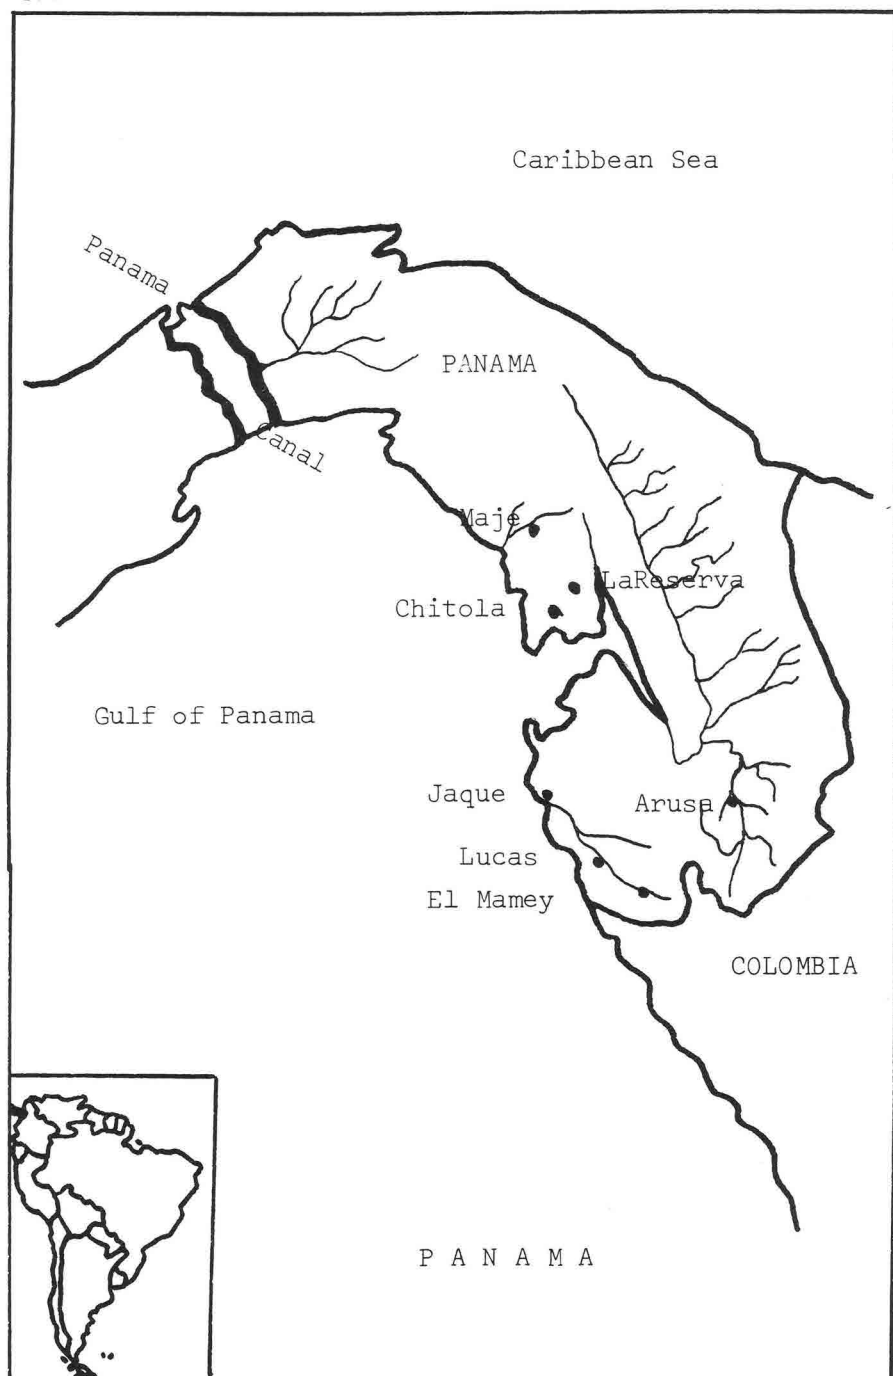 Caribbean Sea
Panama
PANAMA
Canal
Maje
LaReserva
Chitola
Gulf of Panama
Jaque
Arusa
Lucas
El Mamey
COLOMBIA
P A N A M A